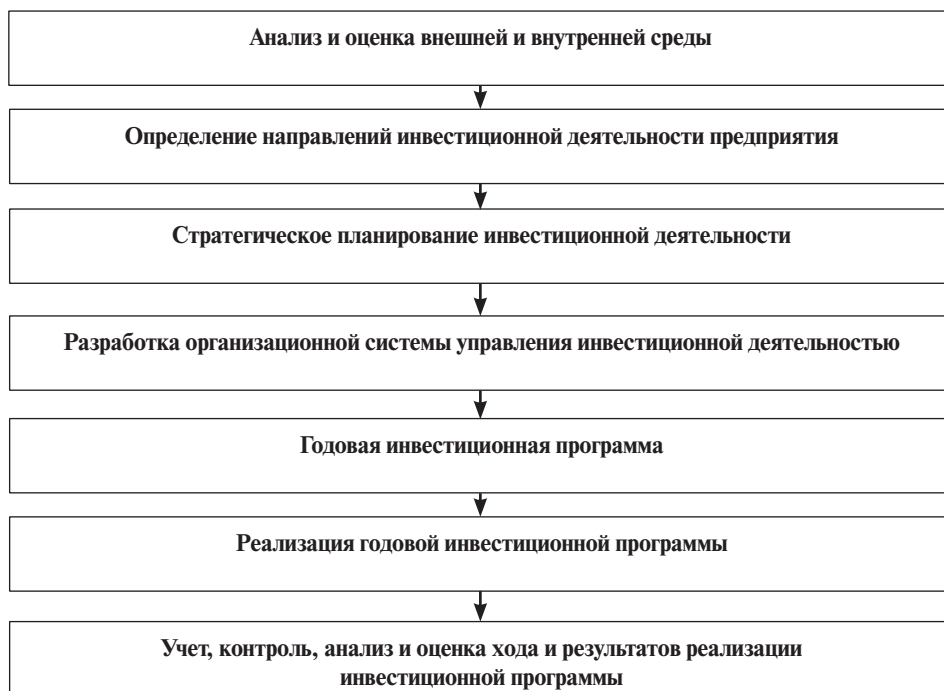 Анализ и оценка внешней и внутренней среды
Определение направлений инвестиционной деятельности предприятия
Стратегическое планирование инвестиционной деятельности
Разработка организационной системы управления инвестиционной деятельностью
Годовая инвестиционная программа
Реализация годовой инвестиционной программы
Учет, контроль, анализ и оценка хода и результатов реализации
инвестиционной программы